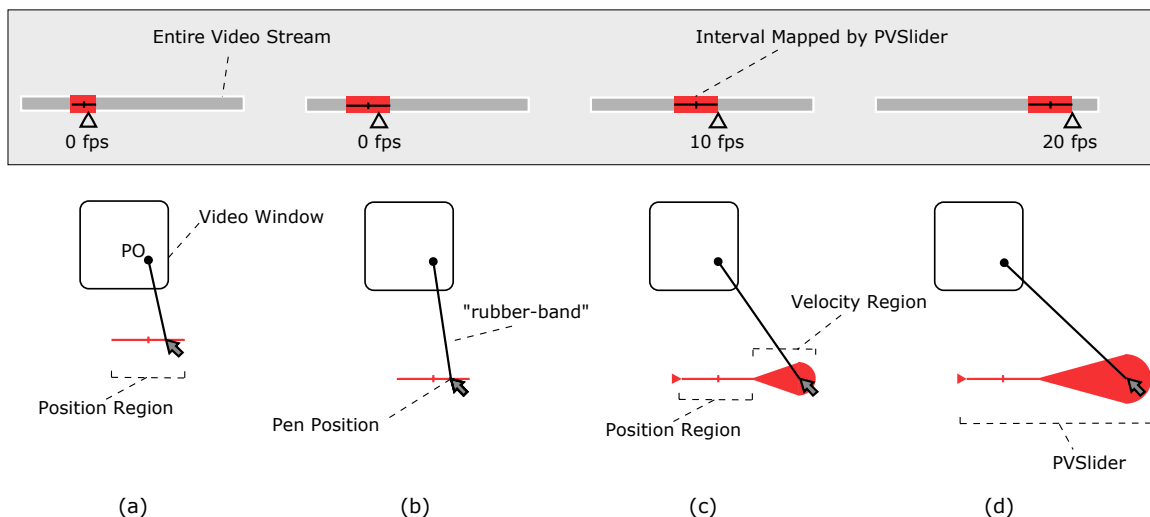 Entire Video Stream
Interval Mapped by PVSlider
0 fps
0 fps
10 fps
20 fps
Video Window
PO
"rubber-band"
Velocity Region
Position Region
Pen Position
Position Region
PVSlider
(a)
(b)
(c)
(d)